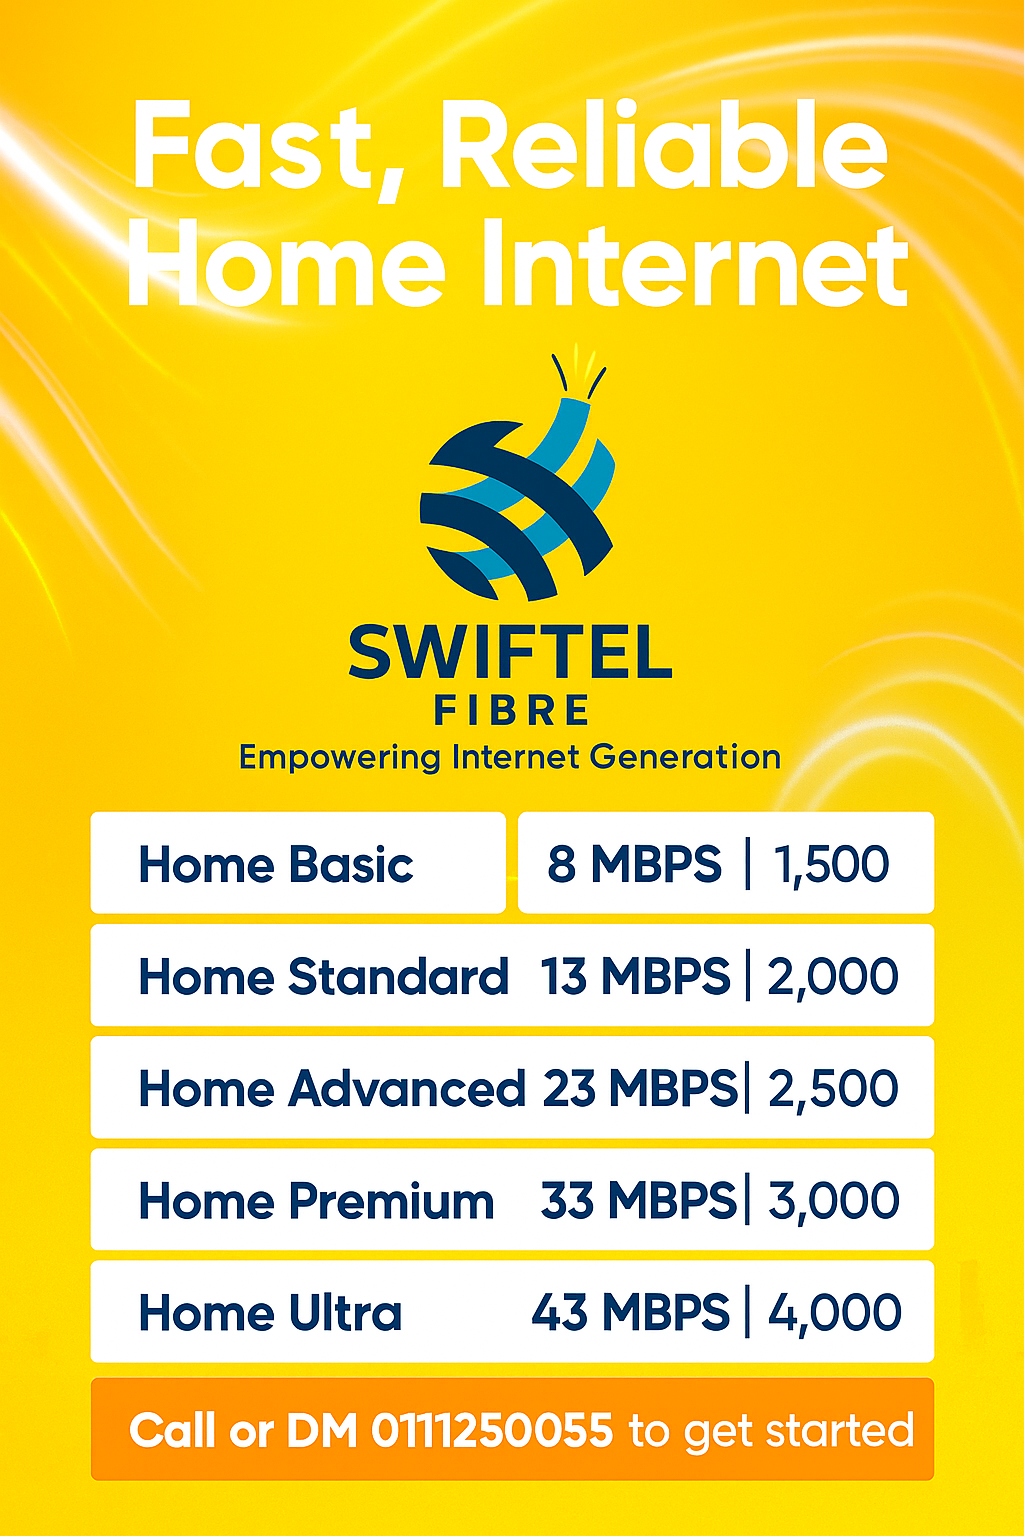 Fast, Reliable
Home Internet
SWIFTEL
FIBRE
Empowering Internet Generation
Home Basic 8 MBPS | 1,500
Home Standard 13 MBPS | 2,000
Home Advanced 23 MBPS | 2,500
Home Premium 33 MBPS | 3,000
Home Ultra 43 MBPS | 4,000
Call or DM 0111250055 to get started